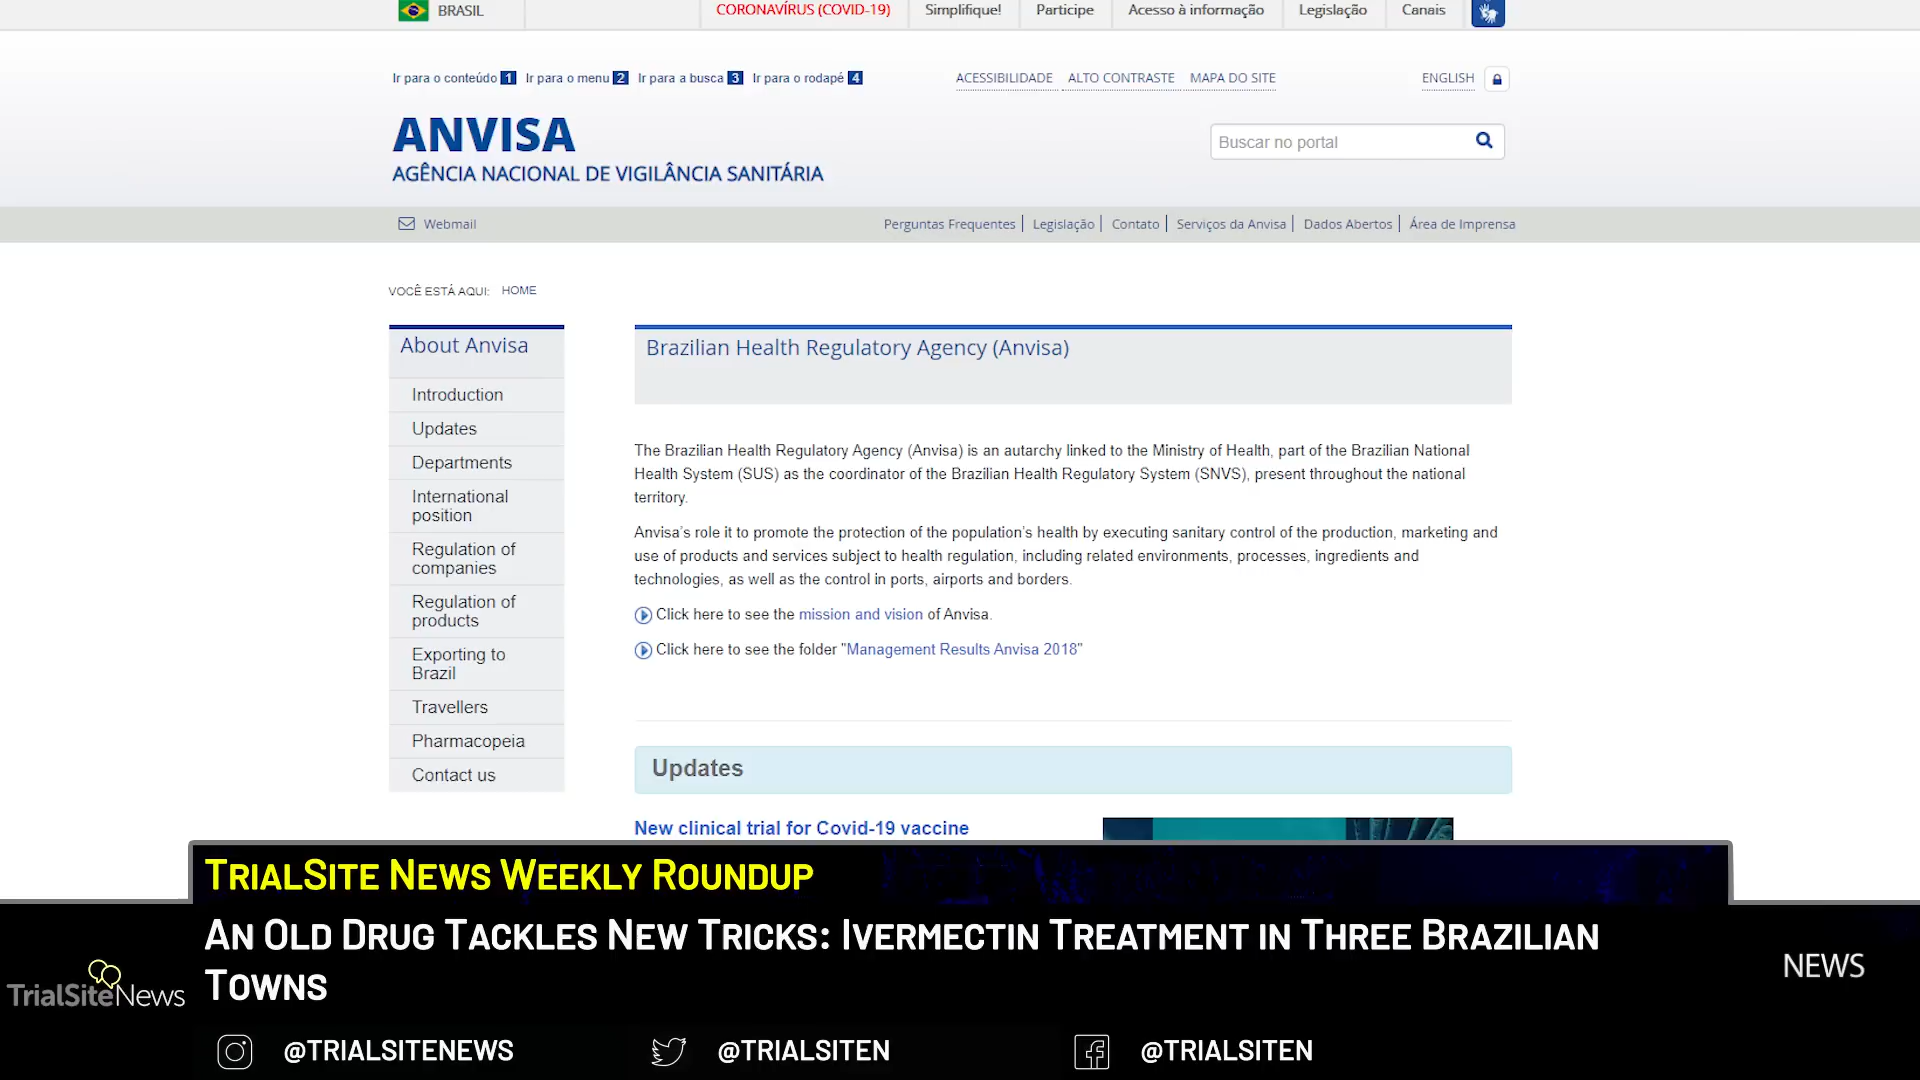 BRASIL
CORONAVÍRUS (COVID-19)
Simplifique!
Participe
Acesso à informação
Legislação
Canais
Ir para o conteúdo 1 Ir para o menu 2 Ir para a busca 3 Ir para o rodapé 4
ACESSIBILIDADE ALTO CONTRASTE MAPA DO SITE
ENGLISH
ANVISA
AGÊNCIA NACIONAL DE VIGILÂNCIA SANITÁRIA
Buscar no portal
Webmail
Perguntas Frequentes | Legislação | Contato | Serviços da Anvisa | Dados Abertos | Área de Imprensa
VOCÊ ESTÁ AQUI: HOME
About Anvisa
Introduction
Updates
Departments
International
position
Regulation of
companies
Regulation of
products
Exporting to
Brazil
Travellers
Pharmacopeia
Contact us
Brazilian Health Regulatory Agency (Anvisa)
The Brazilian Health Regulatory Agency (Anvisa) is an autarchy linked to the Ministry of Health, part of the Brazilian National
Health System (SUS) as the coordinator of the Brazilian Health Regulatory System (SNVS), present throughout the national
territory.
Anvisa's role it to promote the protection of the population's health by executing sanitary control of the production, marketing and
use of products and services subject to health regulation, including related environments, processes, ingredients and
technologies, as well as the control in ports, airports and borders.
Click here to see the mission and vision of Anvisa.
Click here to see the folder "Management Results Anvisa 2018"
Updates
New clinical trial for Covid-19 vaccine
TrialSite News Weekly Roundup
An Old Drug Tackles New Tricks: Ivermectin Treatment in Three Brazilian
Towns
TrialSiteNews
NEWS
@TRIALSITENEWS
@TRIALSITEN
@TRIALSITEN